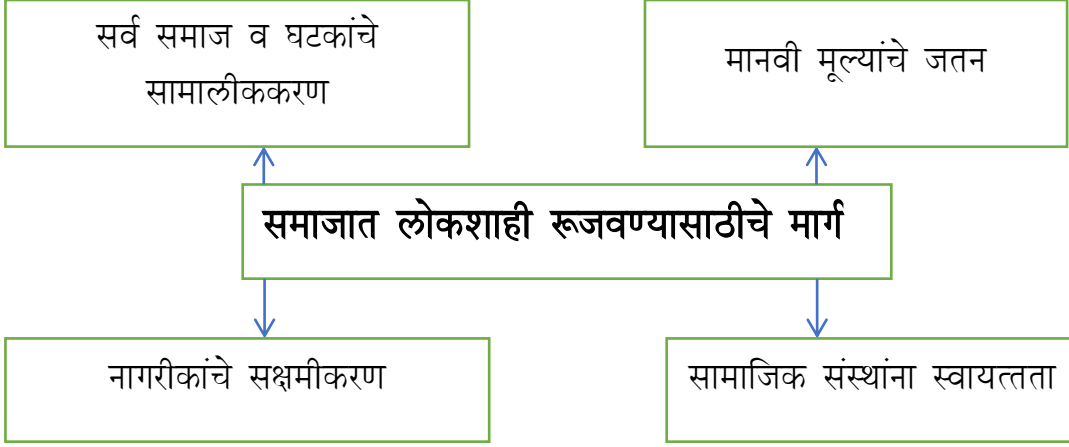 सर्व समाज व घटकांचे
सामालीककरण
मानवी मूल्यांचे जतन
समाजात लोकशाही रूजवण्यासाठीचे मार्ग
नागरीकांचे सक्षमीकरण
सामाजिक संस्थांना स्वायत्तता